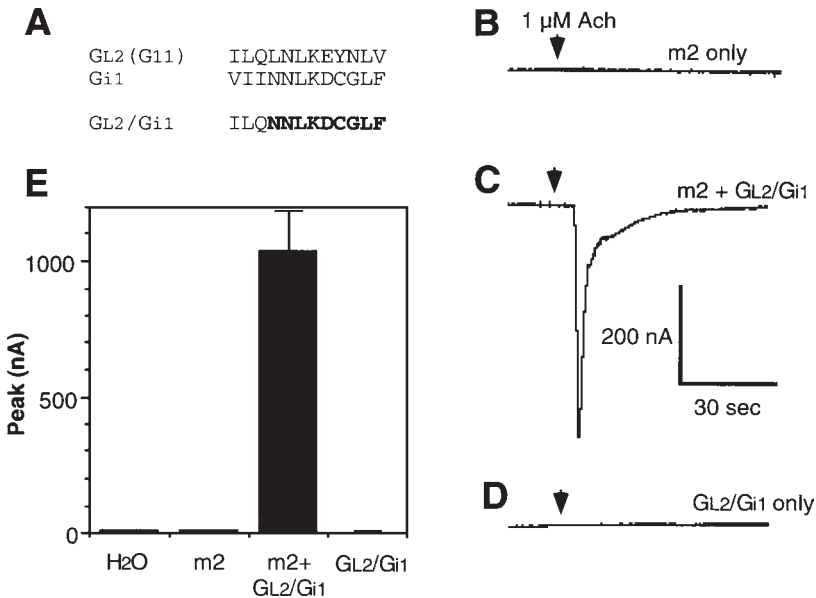 A
GL2(G11) ILQLNLKEYNLV
Gi1 VIINNLKDCGLF
GL2/Gi1 ILQNNLKDCGLF
B
1 µM Ach
m2 only
C
m2 + GL2/Gi1
200 nA
30 sec
D
GL2/Gi1 only
E
Peak (nA)
1000
500
0
H2O m2 m2+ GL2/Gi1
GL2/Gi1